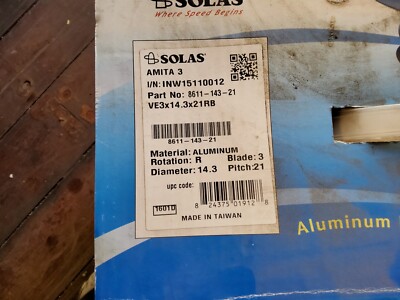 SOLAS
Where Speed Begins
SOLAS®
AMITA 3
I/N: INW15110012
Part No: 8611-143-21
VE3x14.3x21RB
8611-143-21
Material: ALUMINUM
Rotation: R Blade: 3
Diameter: 14.3 Pitch: 21
upc code:
1601D
8 24375 01912 8
MADE IN TAIWAN
Aluminum